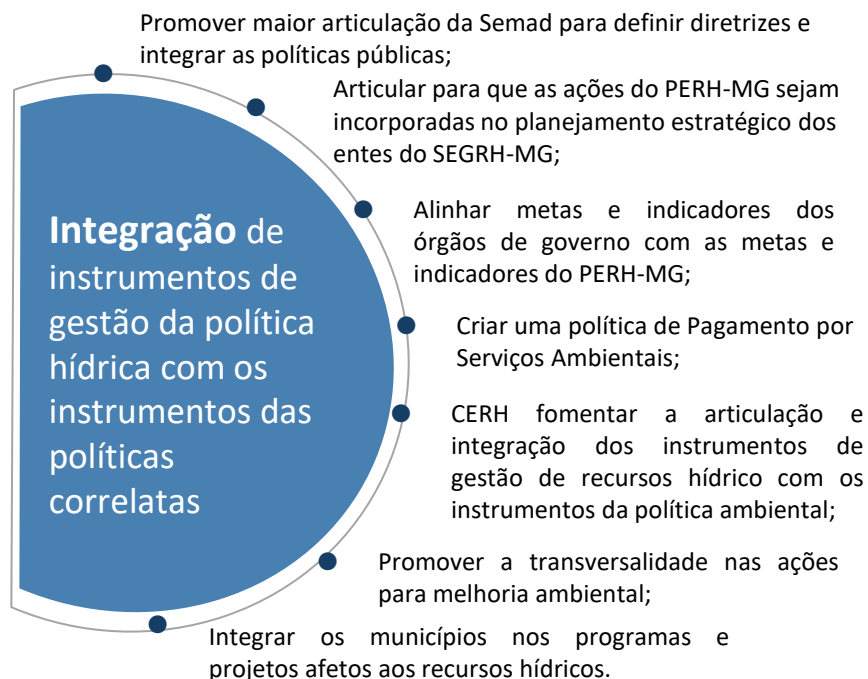 Promover maior articulação da Semad para definir diretrizes e
integrar as políticas públicas;
Articular para que as ações do PERH-MG sejam
incorporadas no planejamento estratégico dos
entes do SEGRH-MG;
Integração de
instrumentos de
gestão da política
hídrica com os
instrumentos das
políticas
correlatas
Alinhar metas e indicadores dos
órgãos de governo com as metas e
indicadores do PERH-MG;
Criar uma política de Pagamento por
Serviços Ambientais;
CERH fomentar a articulação e
integração dos instrumentos de
gestão de recursos hídrico com os
instrumentos da política ambiental;
Promover a transversalidade nas ações
para melhoria ambiental;
Integrar os municípios nos programas e
projetos afetos aos recursos hídricos.